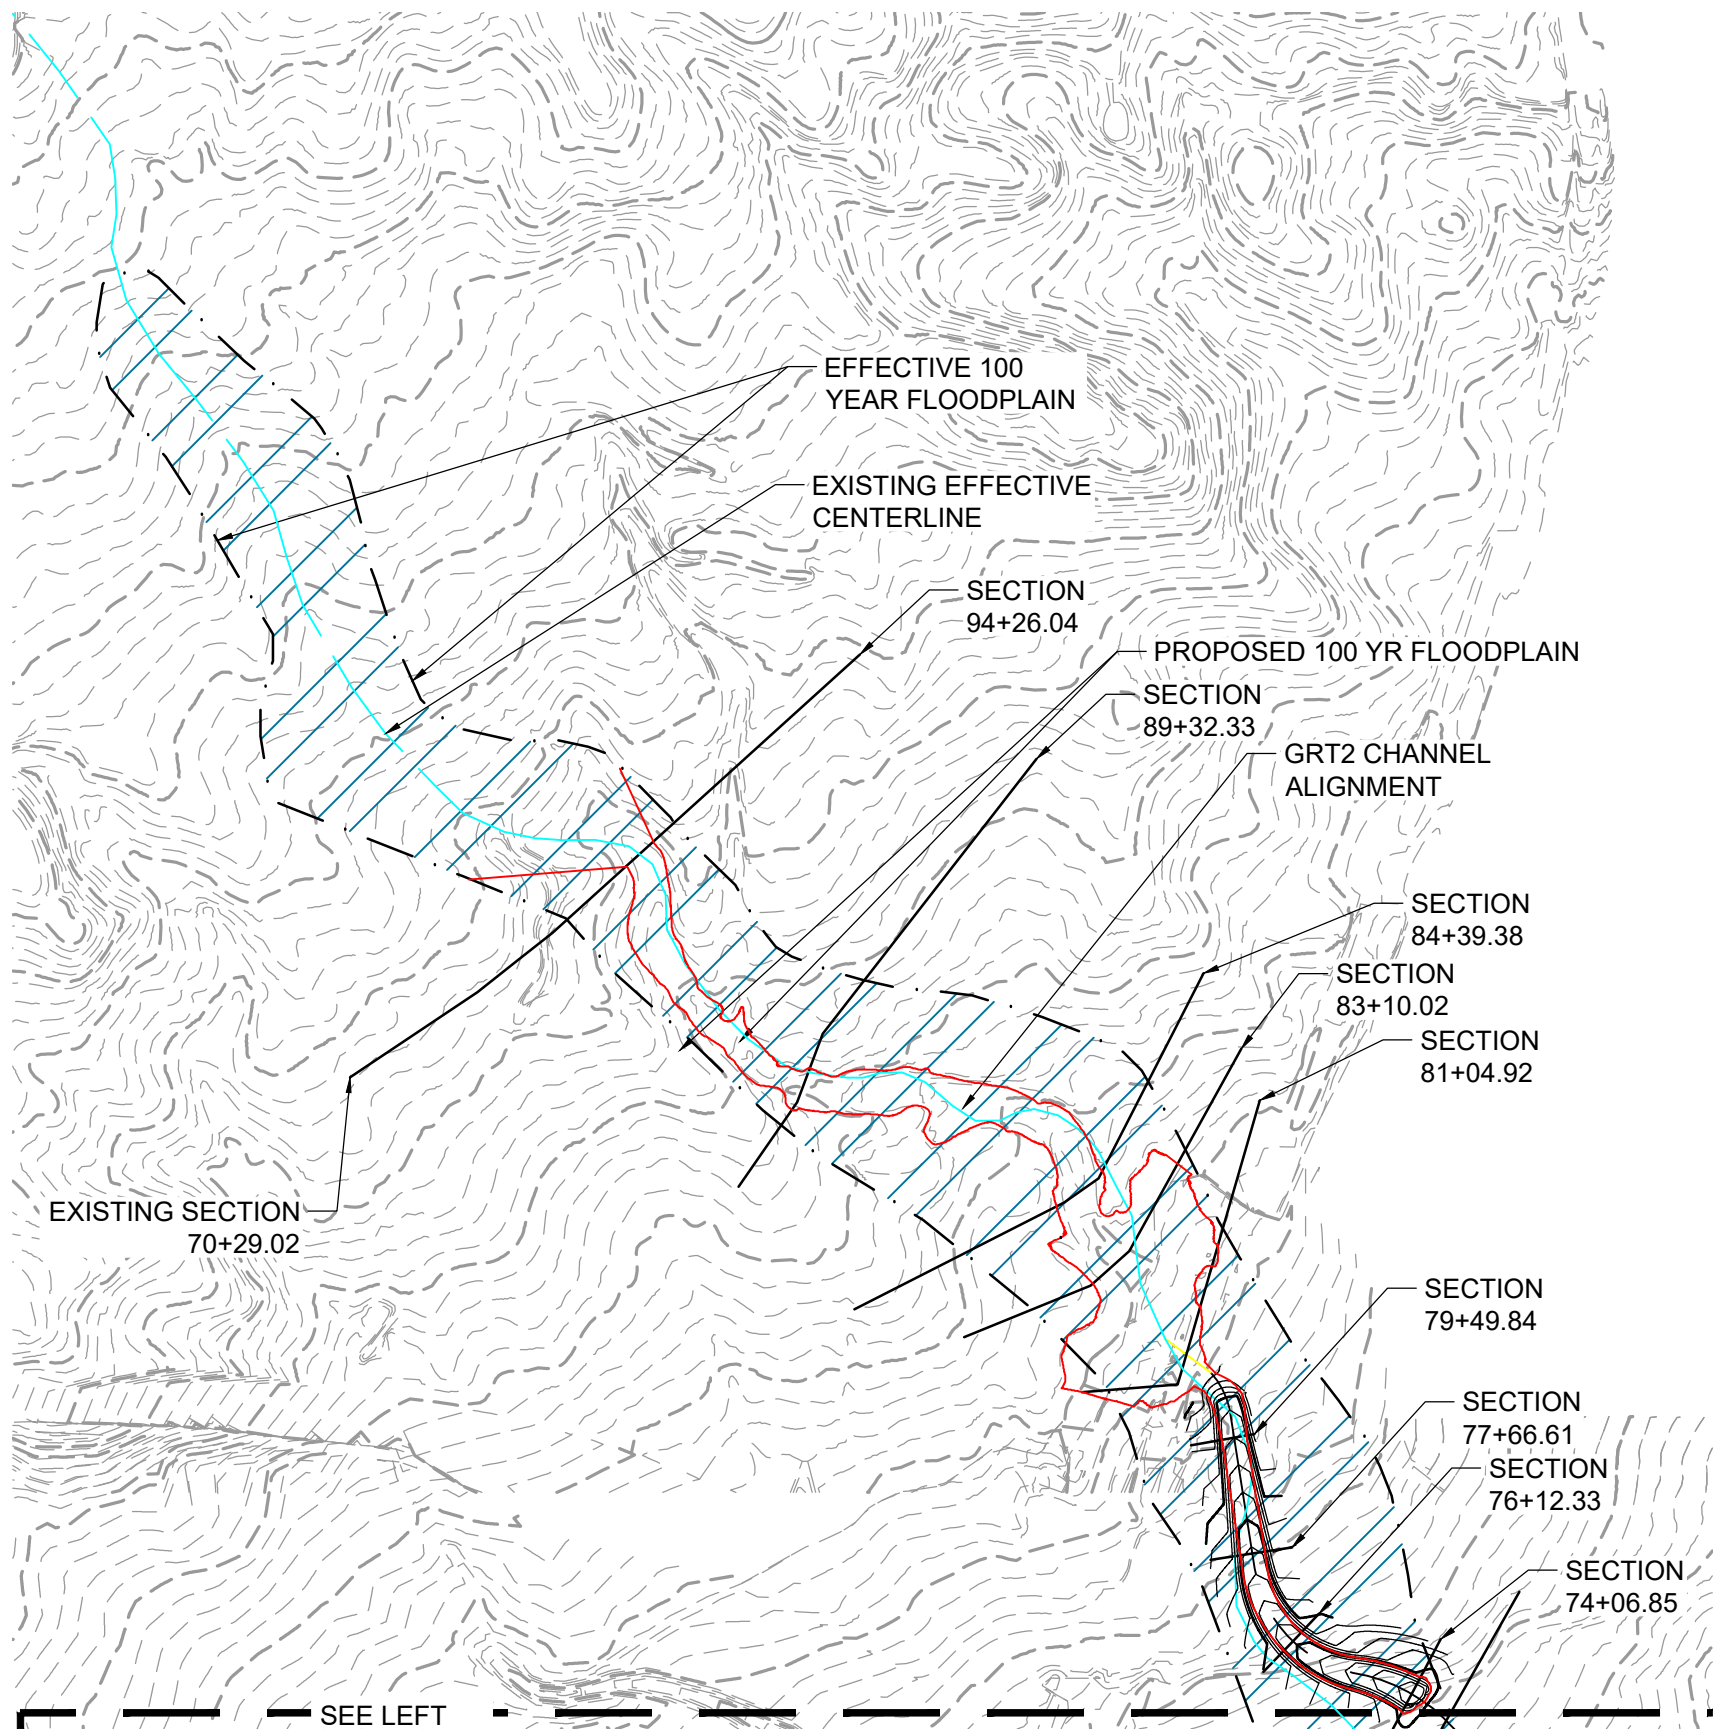 EFFECTIVE 100
YEAR FLOODPLAIN
EXISTING EFFECTIVE
CENTERLINE
SECTION
94+26.04
PROPOSED 100 YR FLOODPLAIN
SECTION
89+32.33
GRT2 CHANNEL
ALIGNMENT
SECTION
84+39.38
SECTION
83+10.02
SECTION
81+04.92
EXISTING SECTION
70+29.02
SECTION
79+49.84
SECTION
77+66.61
SECTION
76+12.33
SECTION
74+06.85
SEE LEFT